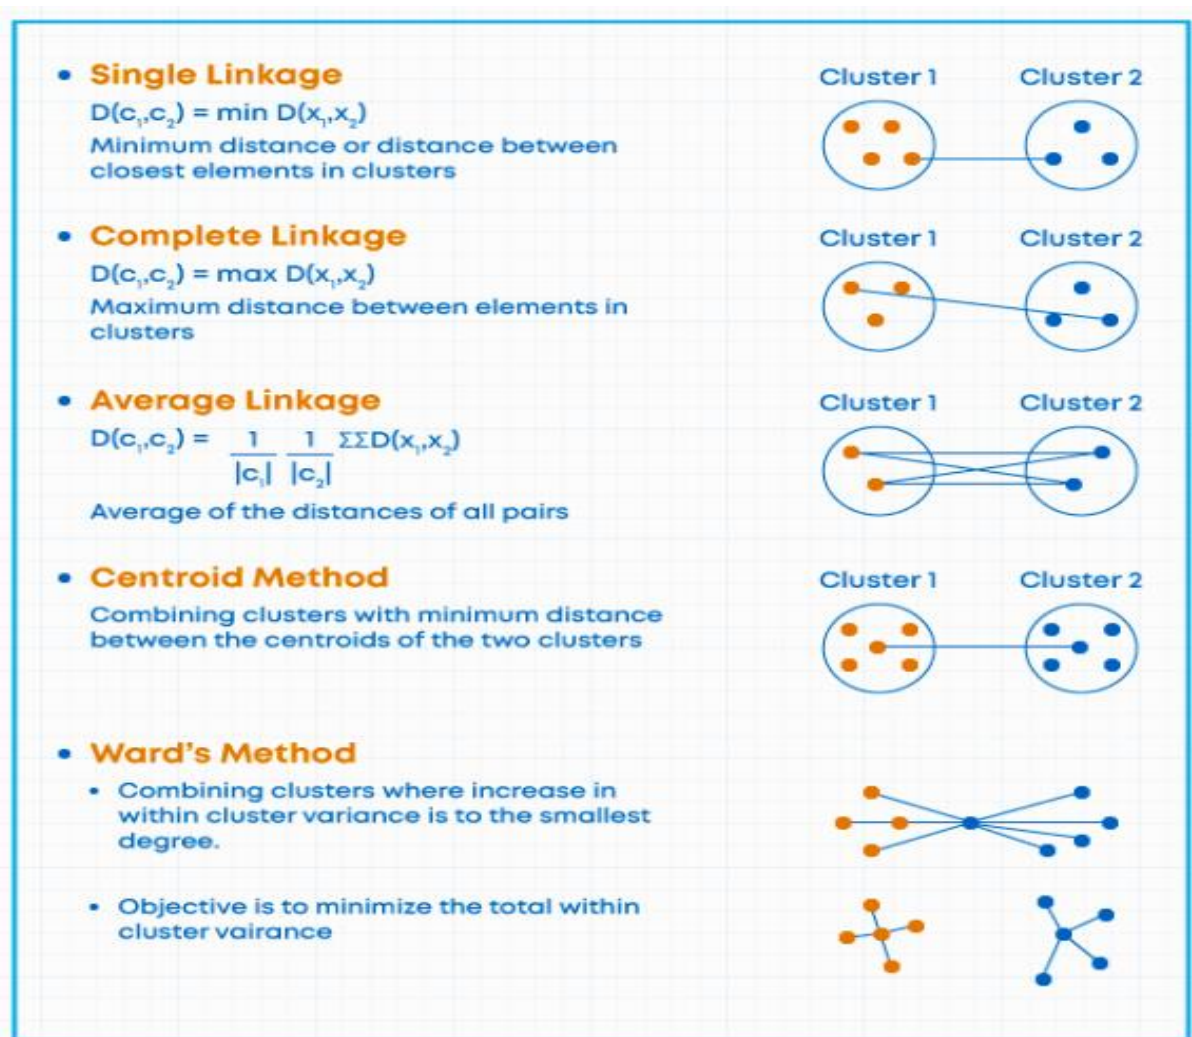 • Single Linkage
Cluster 1 Cluster 2
D(c₁,c₂) = min D(x₁,x₂)
Minimum distance or distance between
closest elements in clusters
• Complete Linkage
Cluster 1 Cluster 2
D(c₁,c₂) = max D(x₁,x₂)
Maximum distance between elements in
clusters
• Average Linkage
Cluster 1 Cluster 2
D(c₁,c₂) = 1/|c₁| 1/|c₂| ΣΣD(x₁,x₂)
Average of the distances of all pairs
• Centroid Method
Cluster 1 Cluster 2
Combining clusters with minimum distance
between the centroids of the two clusters
• Ward's Method
• Combining clusters where increase in
within cluster variance is to the smallest
degree.
• Objective is to minimize the total within
cluster vairance